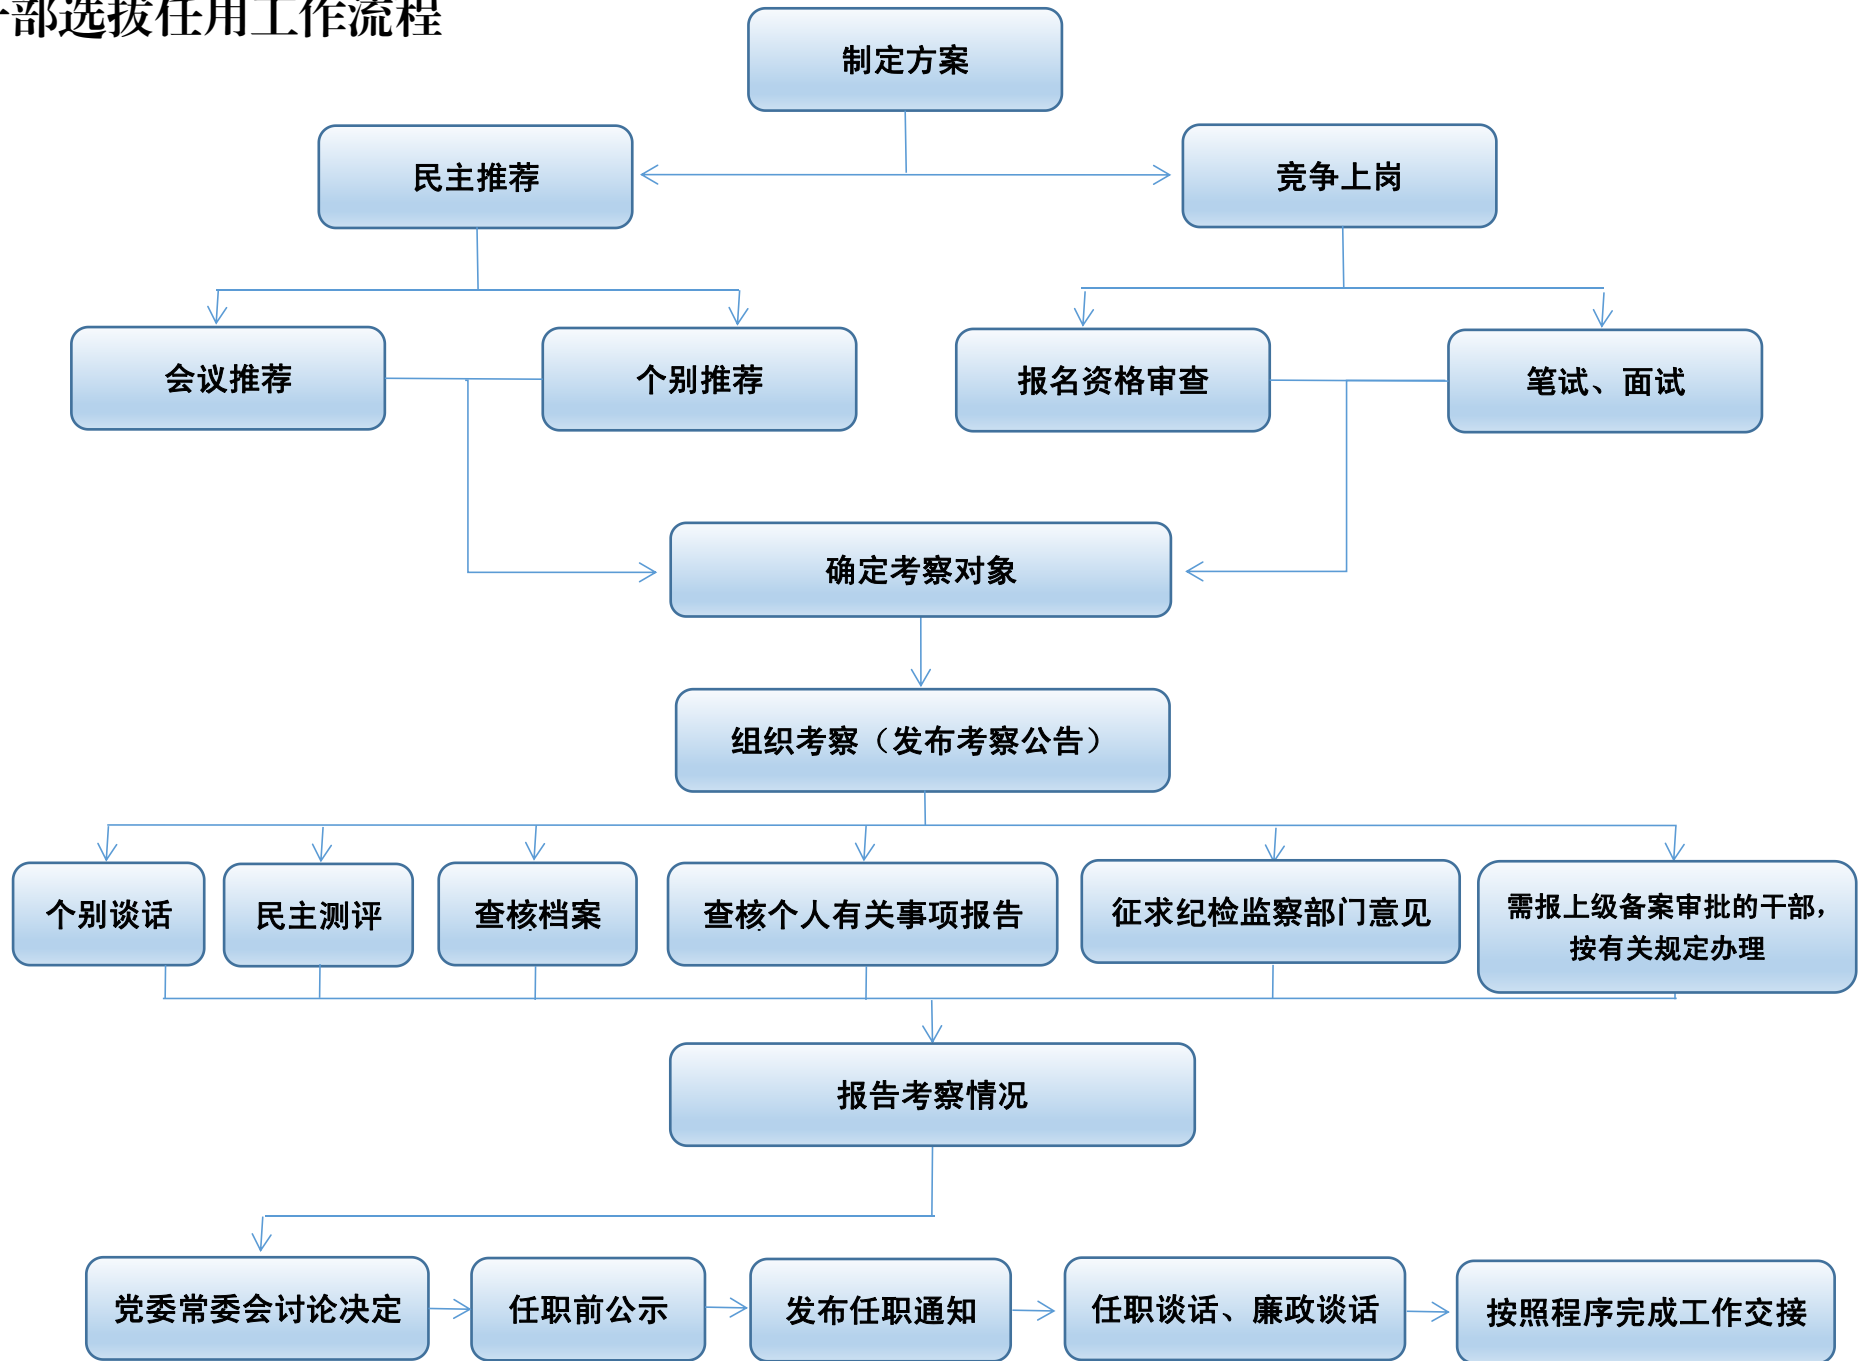 部选拔任用工作流程
制定方案
民主推荐
竞争上岗
会议推荐
个别推荐
报名资格审查
笔试、面试
确定考察对象
组织考察（发布考察公告）
个别谈话
民主测评
查核档案
查核个人有关事项报告
征求纪检监察部门意见
需报上级备案审批的干部，
按有关规定办理
报告考察情况
党委常委会讨论决定
任职前公示
发布任职通知
任职谈话、廉政谈话
按照程序完成工作交接